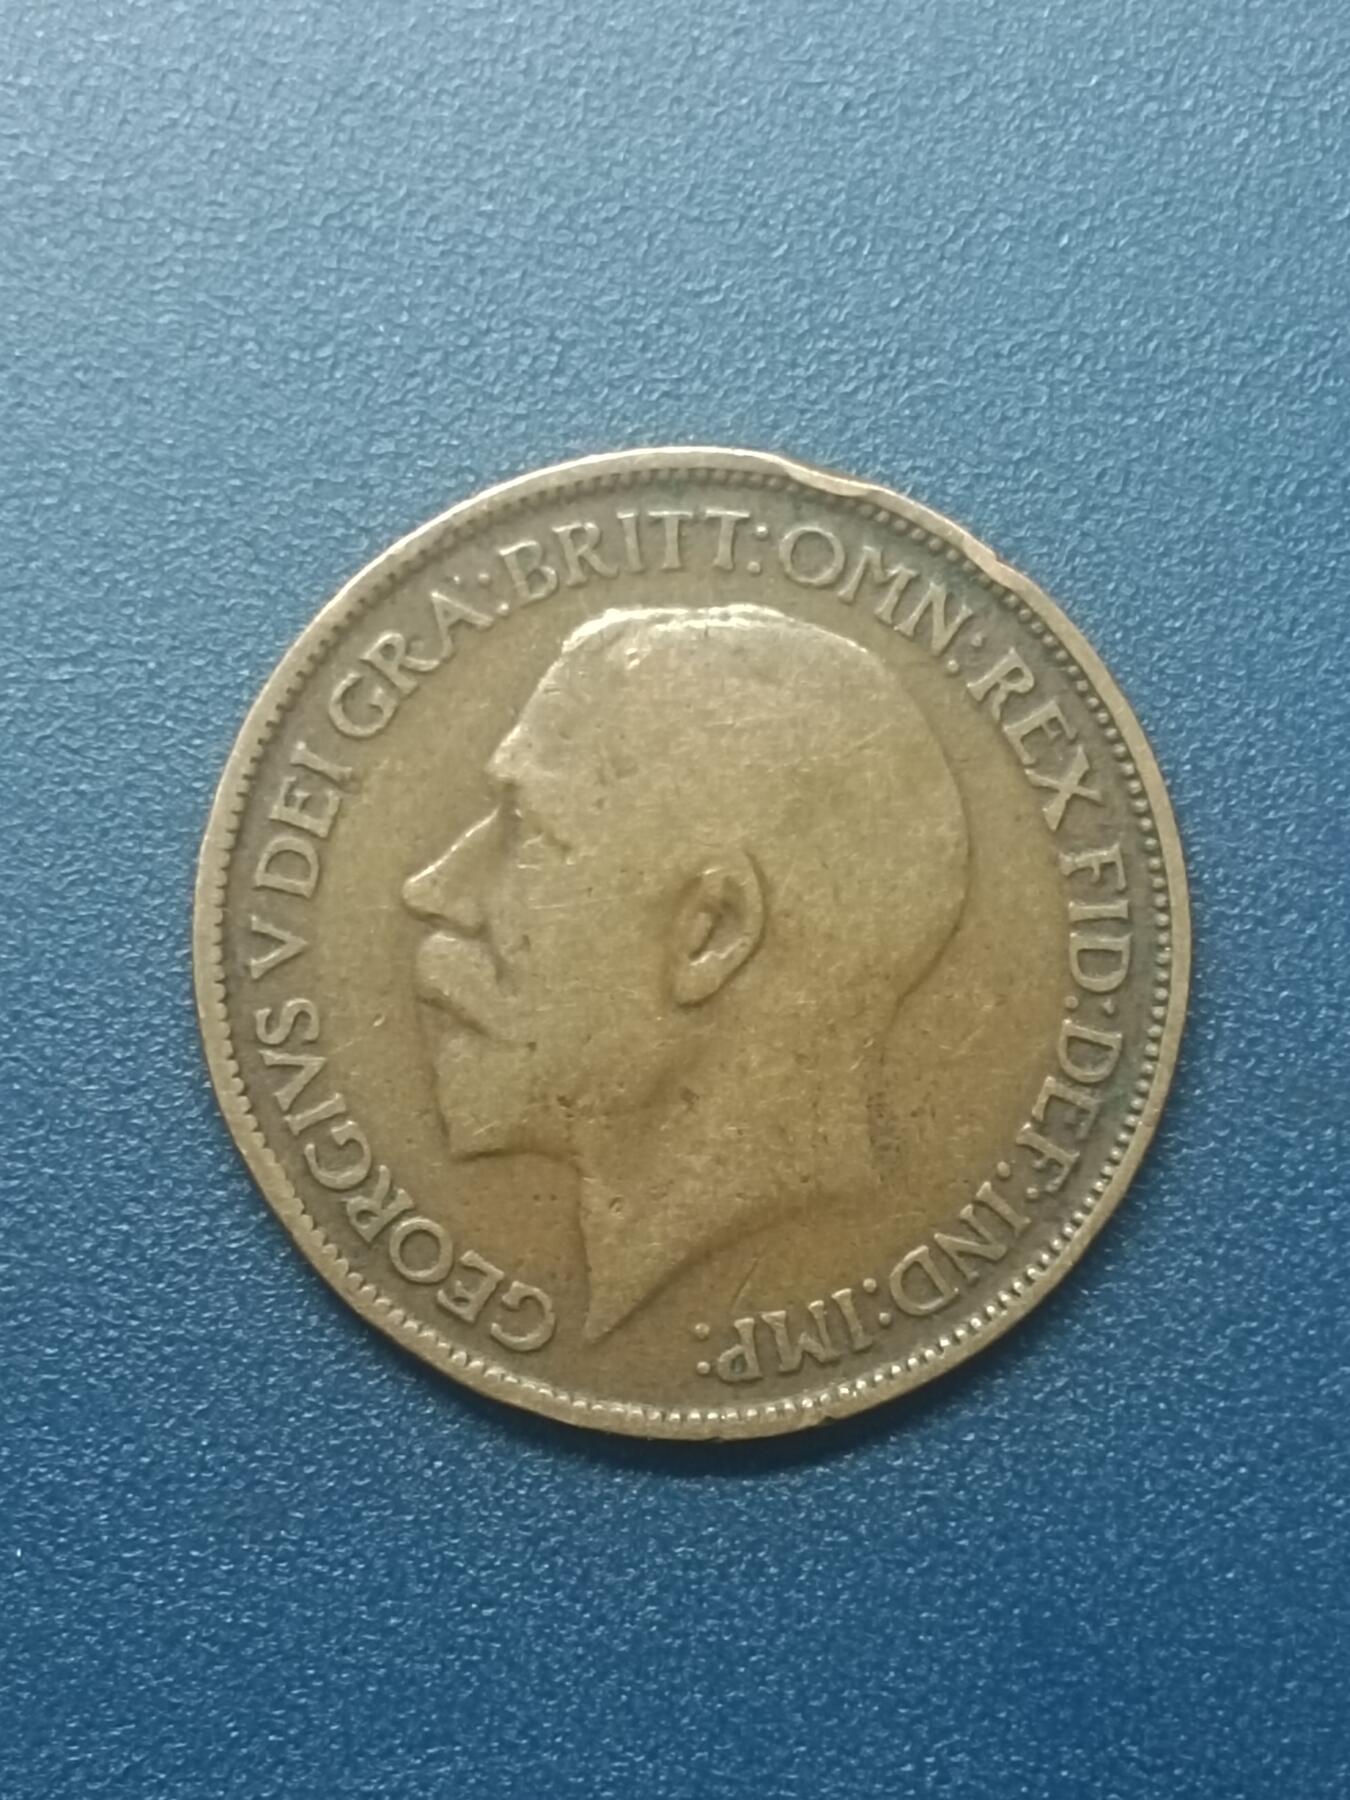 GEORGIVS V DEI GRA: BRITT: OMN: REX FID: DEF: IND: IMP: